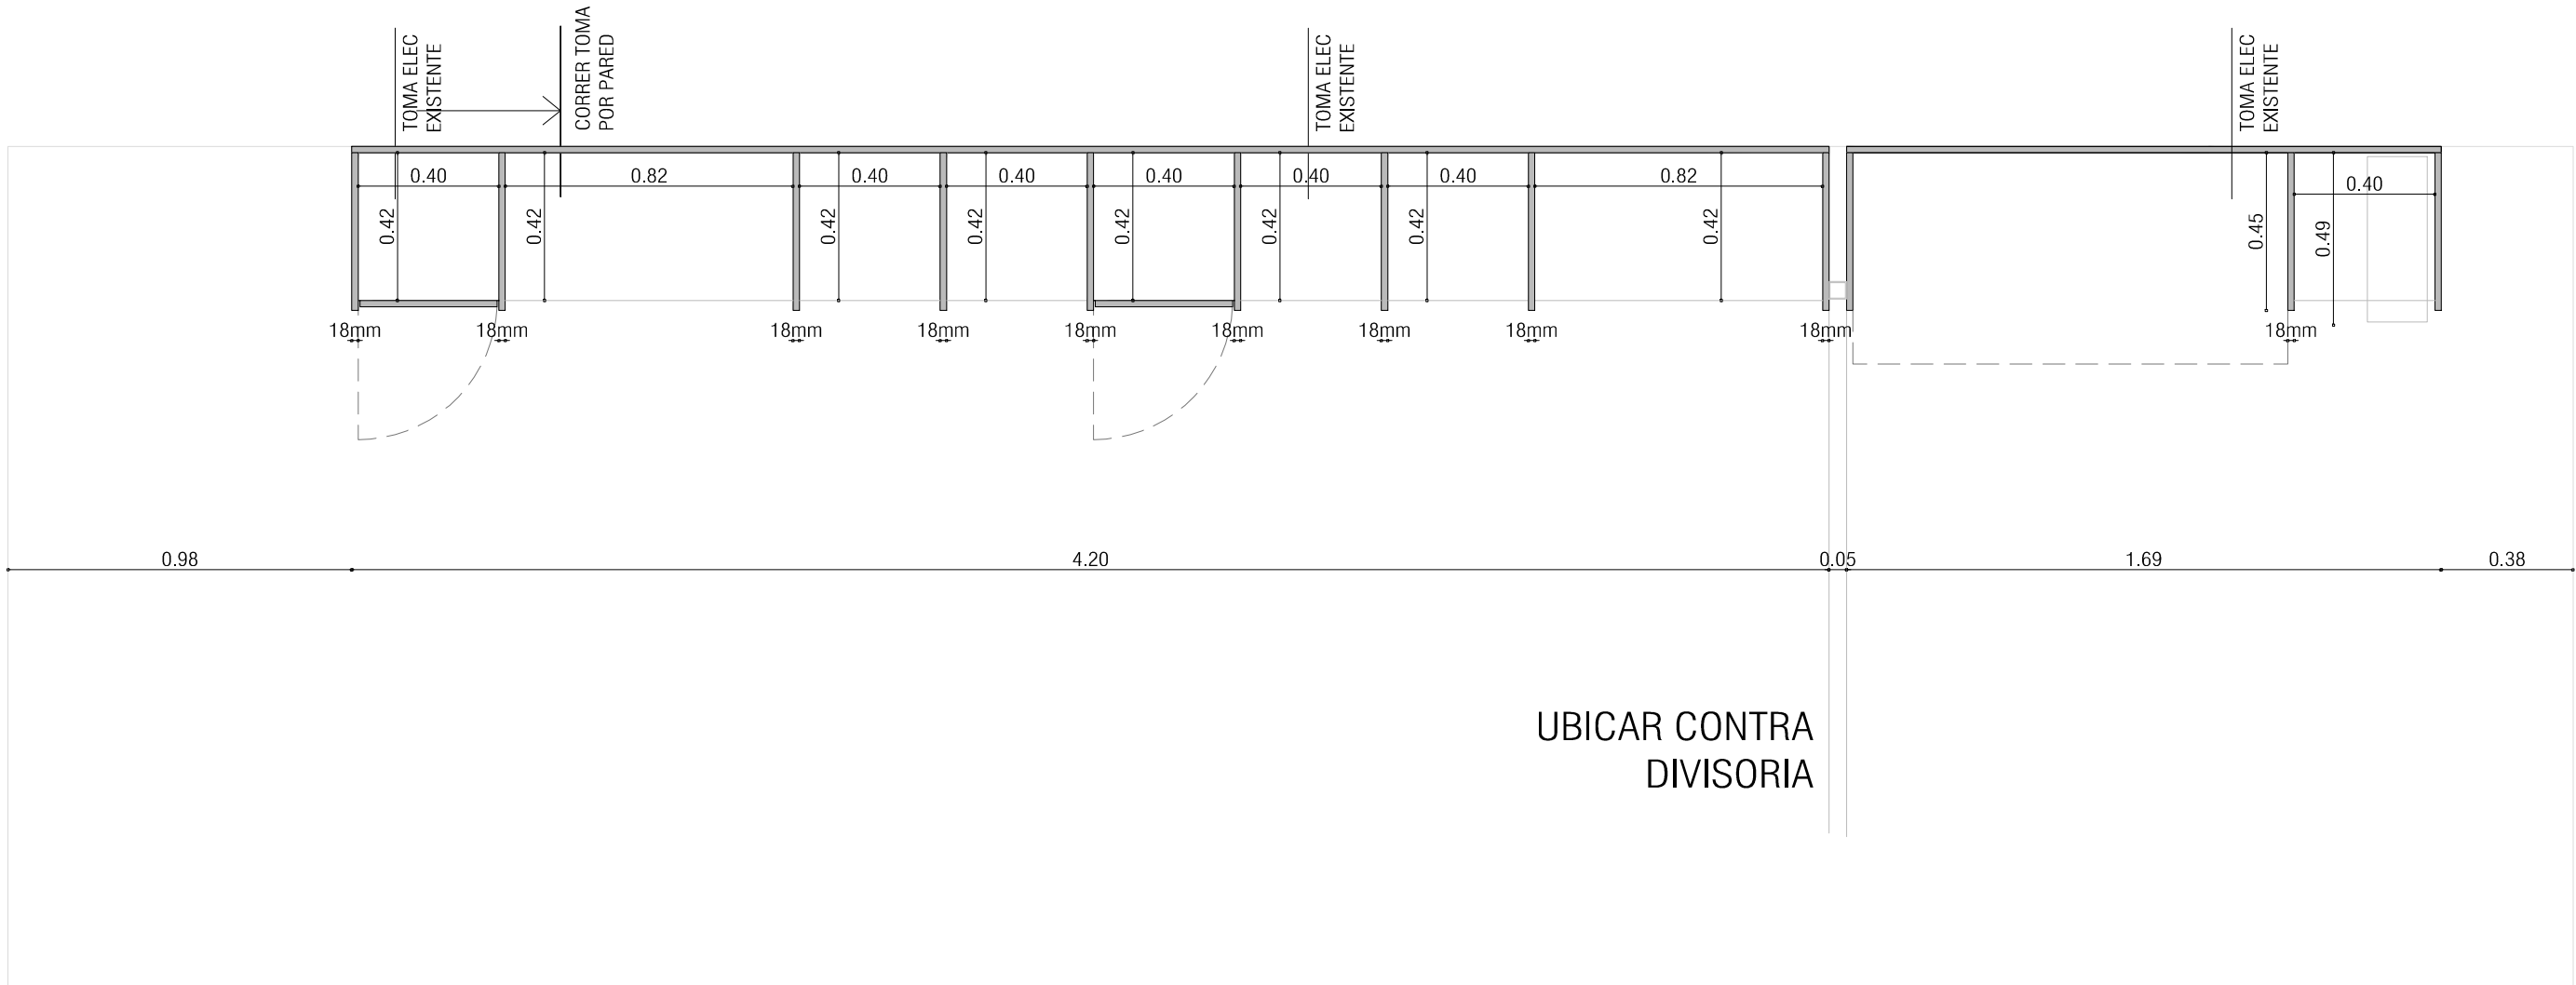 TOMA ELEC
EXISTENTE
CORRER TOMA
POR PARED
TOMA ELEC
EXISTENTE
TOMA ELEC
EXISTENTE
0.40
0.82
0.40
0.40
0.40
0.40
0.40
0.82
0.40
0.42
0.42
0.42
0.42
0.42
0.42
0.42
0.42
0.45
0.49
18mm
18mm
18mm
18mm
18mm
18mm
18mm
18mm
18mm
18mm
0.98
4.20
0.05
1.69
0.38
UBICAR CONTRA
DIVISORIA